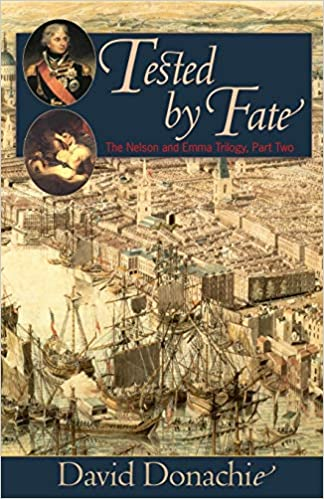 Tested
by Fate
The Nelson and Emma Trilogy, Part Two
David Donachie